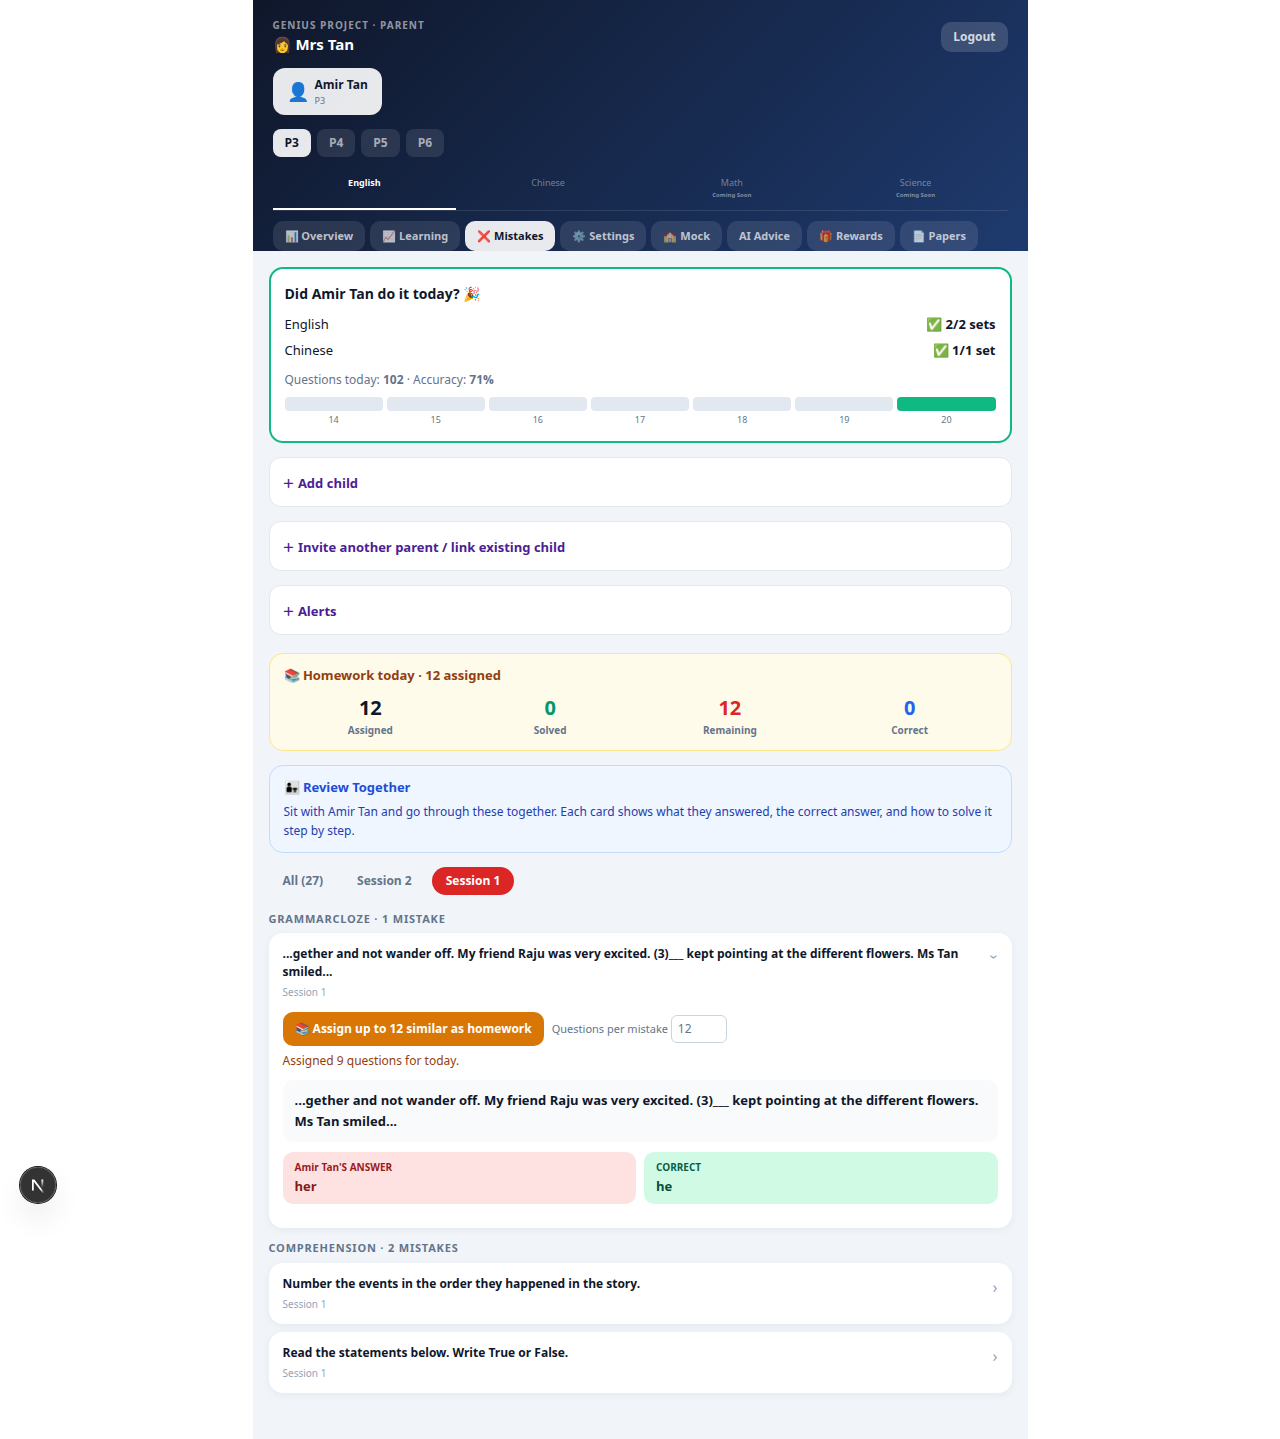 GENIUS PROJECT · PARENT
👩 Mrs Tan
Logout
Amir Tan
P3
P3 P4 P5 P6
English Chinese Math Science
Coming Soon Coming Soon
📊 Overview 📈 Learning ❌ Mistakes ⚙️ Settings 🏫 Mock AI Advice 🎁 Rewards 📄 Papers
Did Amir Tan do it today? 🎉
English ✅ 2/2 sets
Chinese ✅ 1/1 set
Questions today: 102 · Accuracy: 71%
14 15 16 17 18 19 20
+ Add child
+ Invite another parent / link existing child
+ Alerts
📚 Homework today · 12 assigned
12 0 12 0
Assigned Solved Remaining Correct
👨‍👧 Review Together
Sit with Amir Tan and go through these together. Each card shows what they answered, the correct answer, and how to solve it
step by step.
All (27) Session 2 Session 1
GRAMMARCLOZE · 1 MISTAKE
...gether and not wander off. My friend Raju was very excited. (3)___ kept pointing at the different flowers. Ms Tan
smiled...
Session 1
📚 Assign up to 12 similar as homework Questions per mistake 12
Assigned 9 questions for today.
...gether and not wander off. My friend Raju was very excited. (3)___ kept pointing at the different flowers.
Ms Tan smiled...
Amir Tan'S ANSWER
her
CORRECT
he
COMPREHENSION · 2 MISTAKES
Number the events in the order they happened in the story.
Session 1
Read the statements below. Write True or False.
Session 1
N